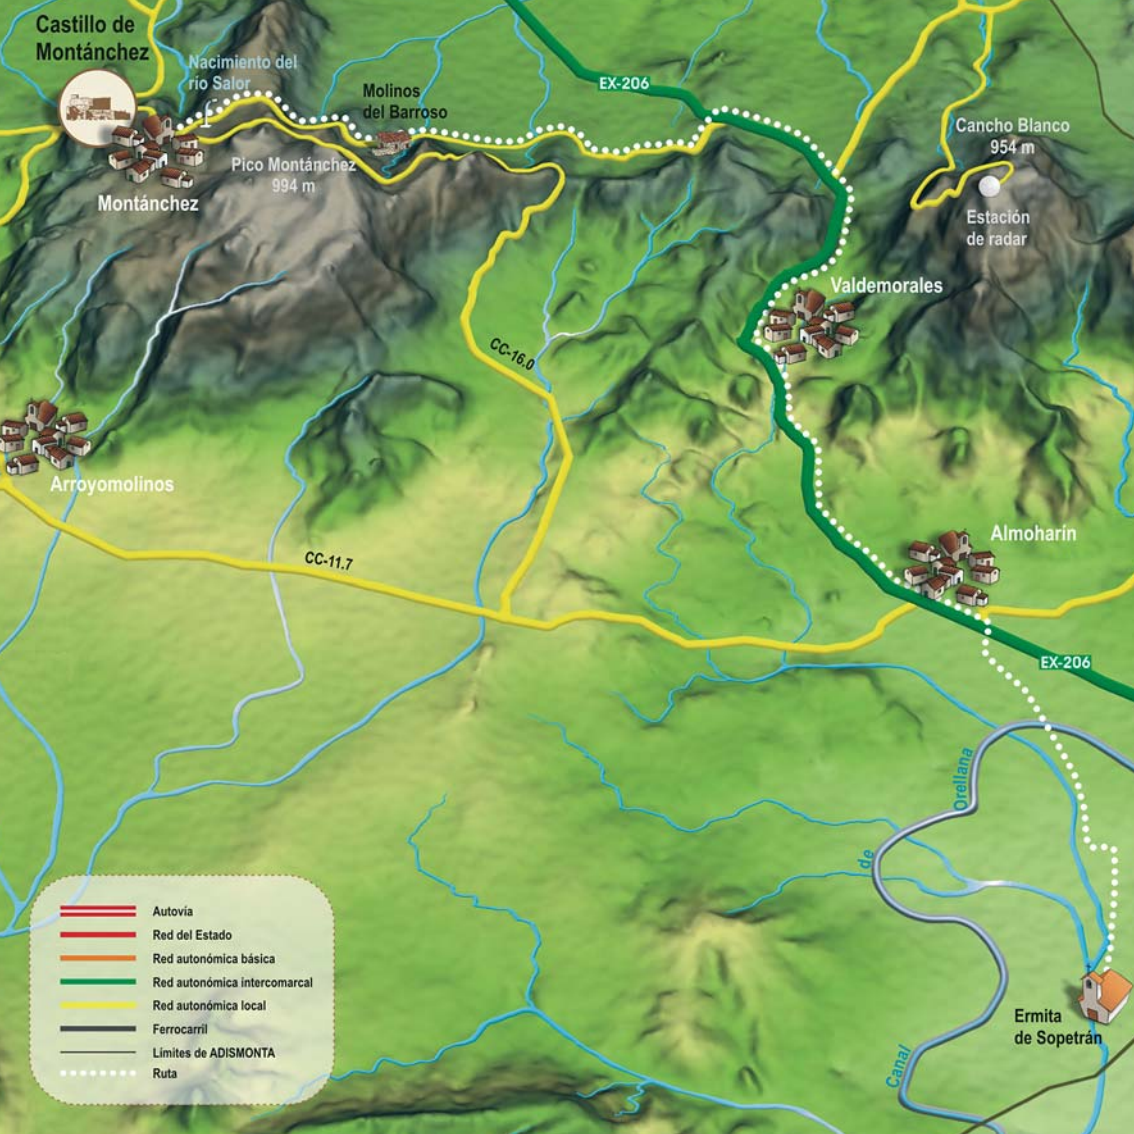 Castillo de
Montánchez
Nacimiento del
río Salor
Molinos
del Barroso
EX-206
Cancho Blanco
954 m
Pico Montánchez
994 m
Montánchez
Estación
de radar
Valdemorales
CC-16.0
Arroyomolinos
Almoharín
CC-11.7
EX-206
Orellana
de
Canal
Ermita
de Sopetrán
Autovía
Red del Estado
Red autonómica básica
Red autonómica intercomarcal
Red autonómica local
Ferrocarril
Límites de ADISMONTA
Ruta